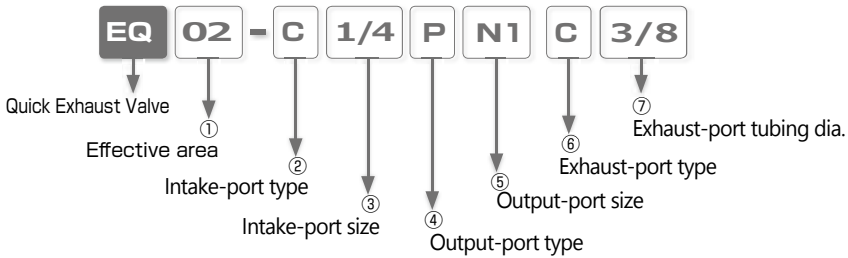 EQ 02 - C 1/4 P N1 C 3/8
Quick Exhaust Valve
①
Effective area
②
Intake-port type
③
Intake-port size
④
Output-port type
⑤
Output-port size
⑥
Exhaust-port type
⑦
Exhaust-port tubing dia.